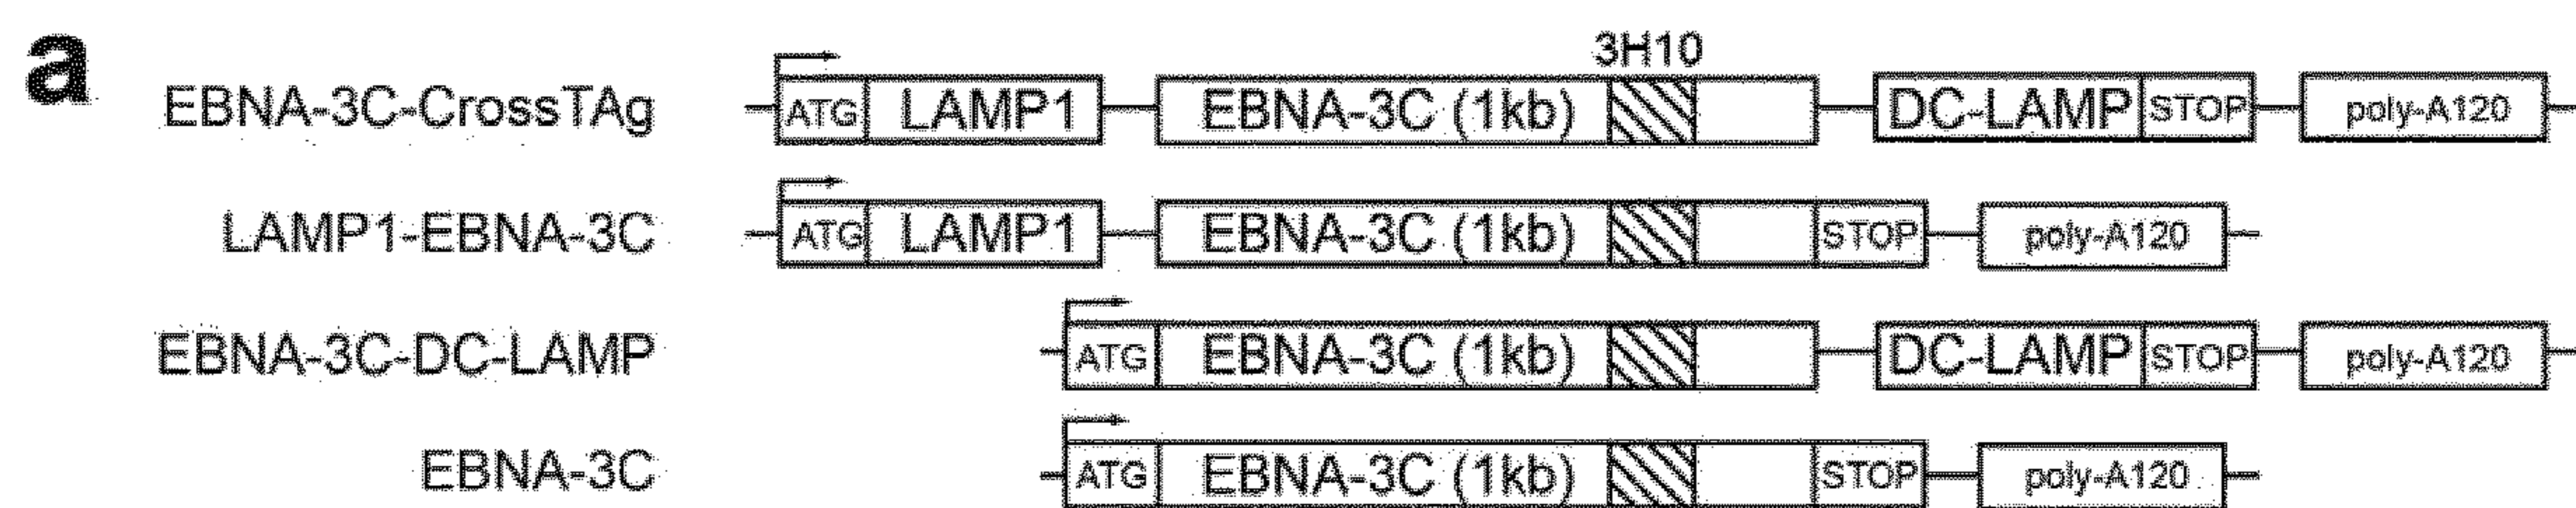 a
3H10
EBNA-3C-CrossTAg ATG LAMP1 EBNA-3C (1kb) DC-LAMP STOP poly-A120
LAMP1-EBNA-3C ATG LAMP1 EBNA-3C (1kb) STOP poly-A120
EBNA-3C-DC-LAMP ATG EBNA-3C (1kb) DC-LAMP STOP poly-A120
EBNA-3C ATG EBNA-3C (1kb) STOP poly-A120